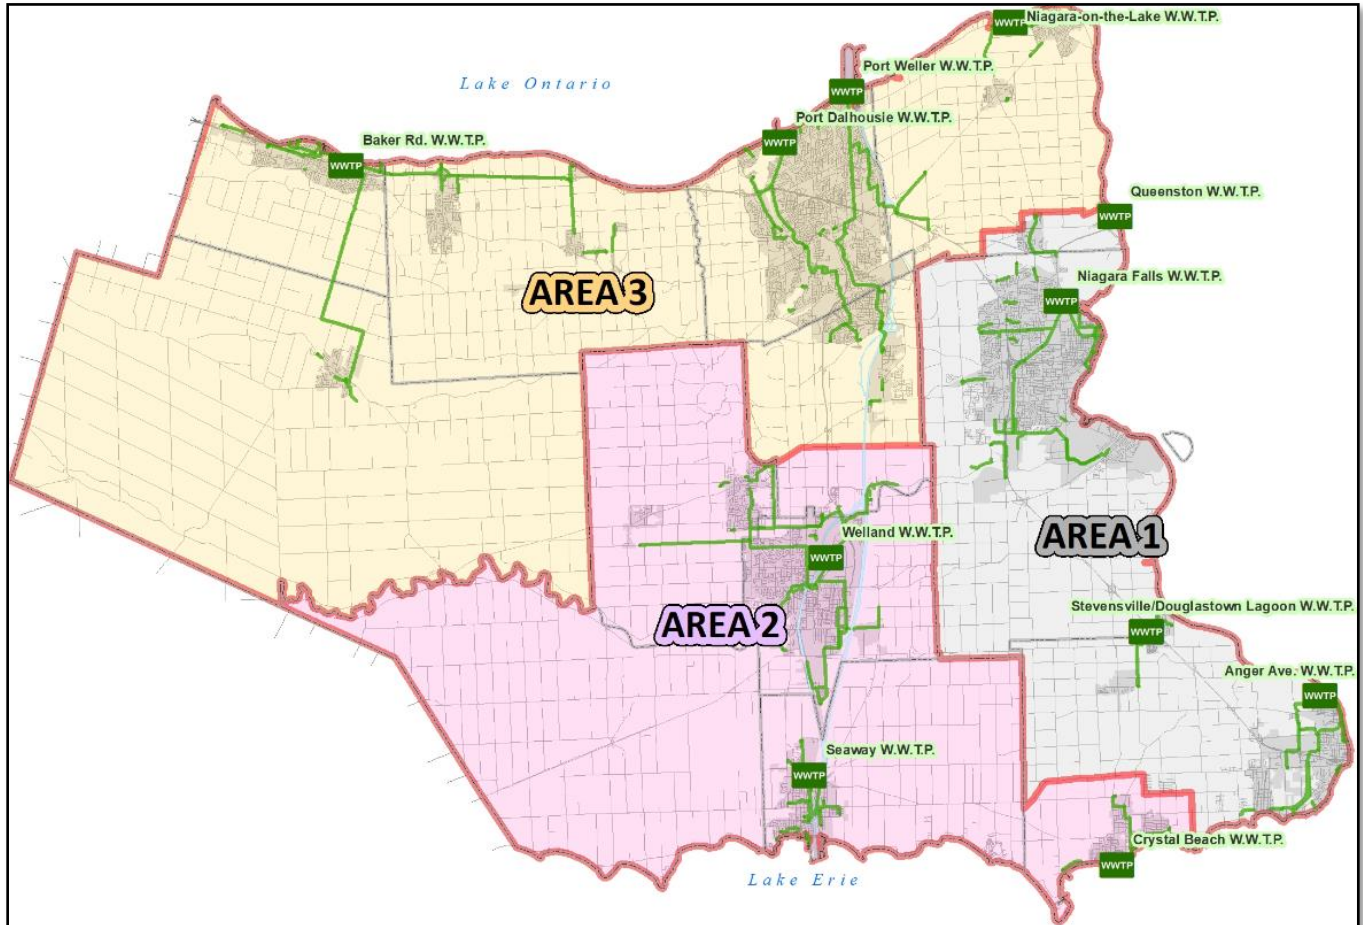 WWTP Niagara-on-the-Lake W.W.T.P.
Port Weller W.W.T.P.
WWTP
Lake Ontario
Port Dalhousie W.W.T.P.
WWTP
Baker Rd. W.W.T.P.
WWTP
Queenston W.W.T.P.
WWTP
Niagara Falls W.W.T.P.
WWTP
AREA 3
Welland W.W.T.P.
WWTP
AREA 1
Stevensville/Douglastown Lagoon W.W.T.P.
WWTP
AREA 2
Anger Ave. W.W.T.P.
WWTP
Seaway W.W.T.P.
WWTP
Crystal Beach W.W.T.P.
WWTP
Lake Erie